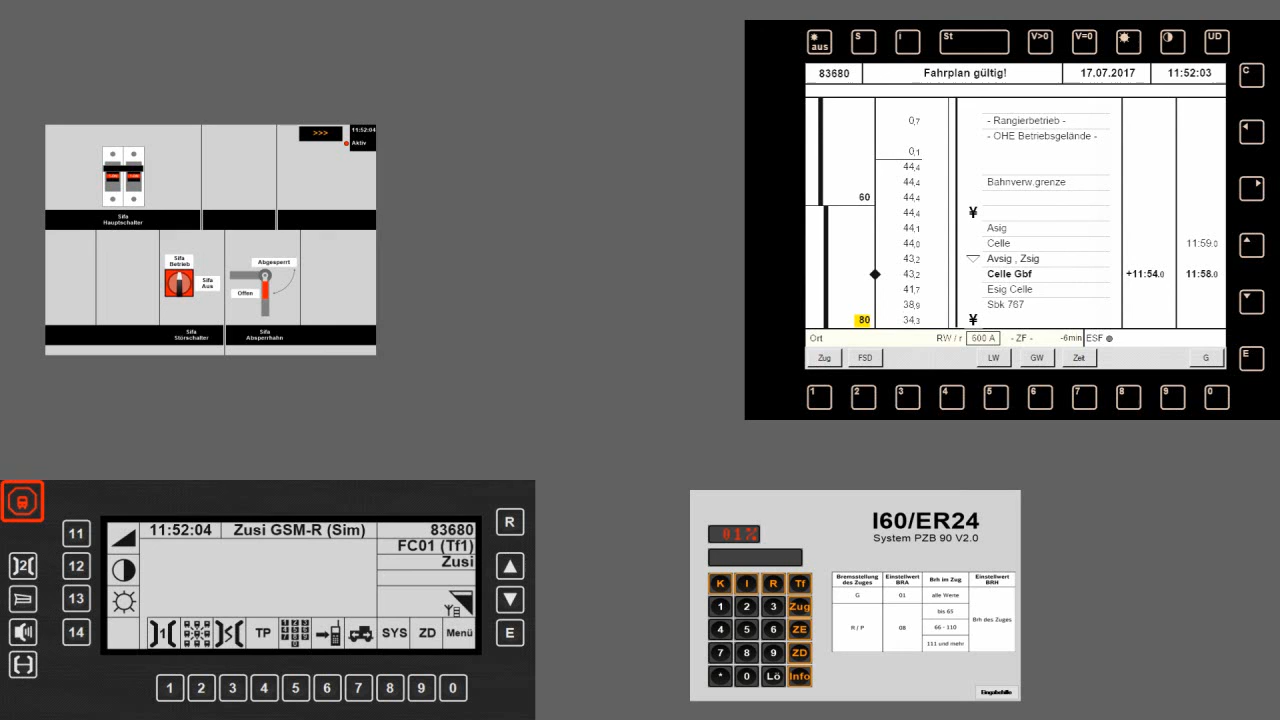 >>>
11:52:04
Aktiv
Sifa
Hauptschalter
Sifa
Betrieb
Sifa
Aus
Abgesperrt
Offen
Sifa
Störschalter
Sifa
Absperrhahn
aus
S
I
St
V>0
V=0
UD
83680
Fahrplan gültig!
17.07.2017
11:52:03
C
0,7
- Rangierbetrieb -
- OHE Betriebsgelände -
0,1
44,4
44,4
Bahnverw.grenze
60
44,4
44,4
¥
44,1
Asig
44,0
Celle
11:59.0
43,2
Avsig , Zsig
43,2
Celle Gbf
+11:54.0
11:58.0
41,7
Esig Celle
38,9
Sbk 767
80
34,3
¥
Ort
RW / r
600 A
- ZF -
-6min
ESF
Zug
FSD
LW
GW
Zeit
G
E
1 2 3 4 5 6 7 8 9 0
11
12
13
14
2
11:52:04
Zusi GSM-R (Sim)
83680
FC01 (Tf1)
Zusi
1
TP
SYS
ZD
Menü
R
E
1 2 3 4 5 6 7 8 9 0
01%
I60/ER24
System PZB 90 V2.0
K I R Tf
1 2 3 Zug
4 5 6 ZE
7 8 9 ZD
* 0 Lö Info
Bremsstellung des Zuges
Einstellwert BRA
Brh im Zug
Einstellwert BRH
G
01
alle Werte
Brh des Zuges
R / P
08
bis 65
66 - 110
111 und mehr
Eingabehilfe